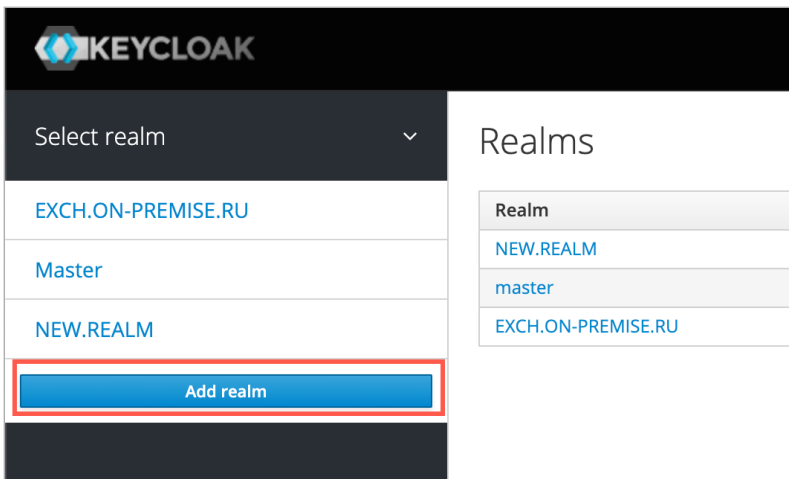 KEYCLOAK
Select realm
EXCH.ON-PREMISE.RU
Master
NEW.REALM
Add realm
Realms
Realm
NEW.REALM
master
EXCH.ON-PREMISE.RU